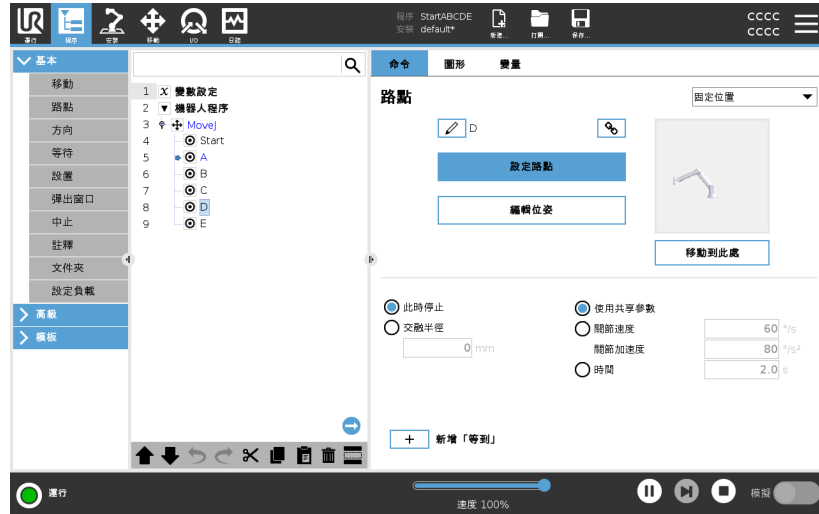 UR
運行 程序 安裝 移動 I/O 日誌
程序 StartABCDE
安裝 default*
新建... 打開... 保存...
cccc
cccc
基本
移動
路點
方向
等待
設置
彈出窗口
中止
註釋
文件夾
設定負載
高級
模板
1 X 變數設定
2 ▼ 機器人程序
3 MoveJ
4 Start
5 A
6 B
7 C
8 D
9 E
命令 圖形 變量
路點
固定位置
D
設定路點
編輯位姿
移動到此處
此時停止
交融半徑
0 mm
使用共享參數
關節速度 60 °/s
關節加速度 80 °/s²
時間 2.0 s
+ 新增「等到」
運行
速度 100%
模擬